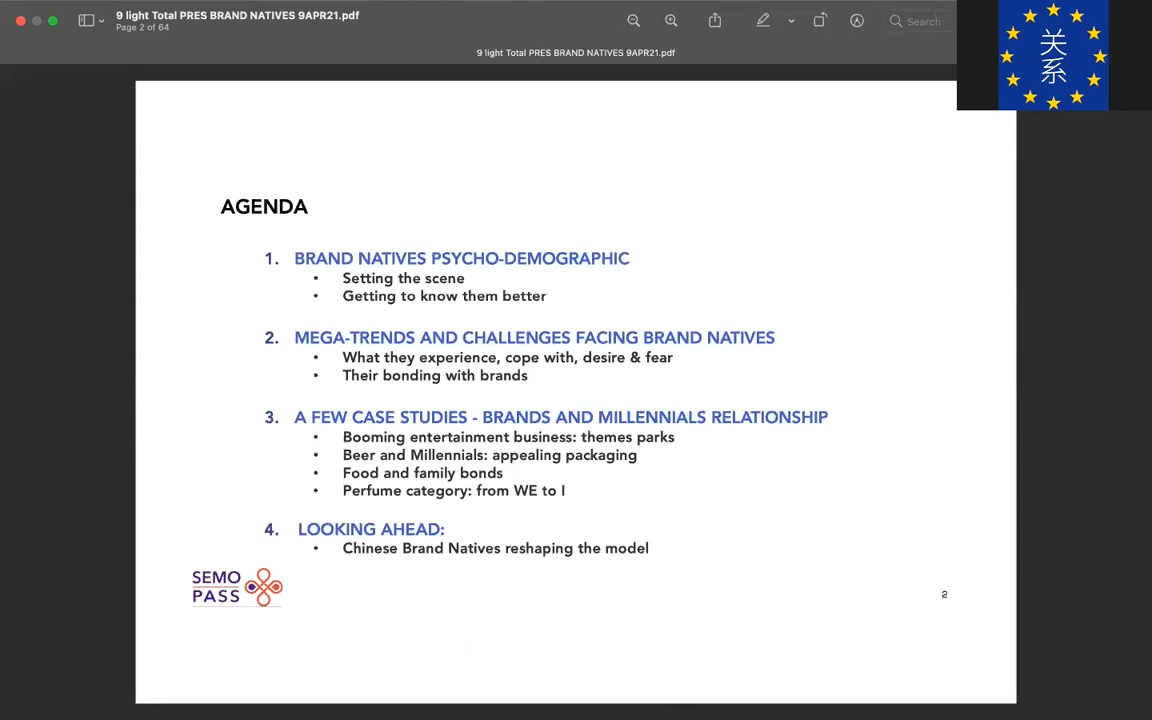 9 light Total PRES BRAND NATIVES 9APR21.pdf
Page 2 of 64
Search
9 light Total PRES BRAND NATIVES 9APR21.pdf
关
系
AGENDA
1. BRAND NATIVES PSYCHO-DEMOGRAPHIC
• Setting the scene
• Getting to know them better
2. MEGA-TRENDS AND CHALLENGES FACING BRAND NATIVES
• What they experience, cope with, desire & fear
• Their bonding with brands
3. A FEW CASE STUDIES - BRANDS AND MILLENNIALS RELATIONSHIP
• Booming entertainment business: themes parks
• Beer and Millennials: appealing packaging
• Food and family bonds
• Perfume category: from WE to I
4. LOOKING AHEAD:
• Chinese Brand Natives reshaping the model
SEMO
PASS
2